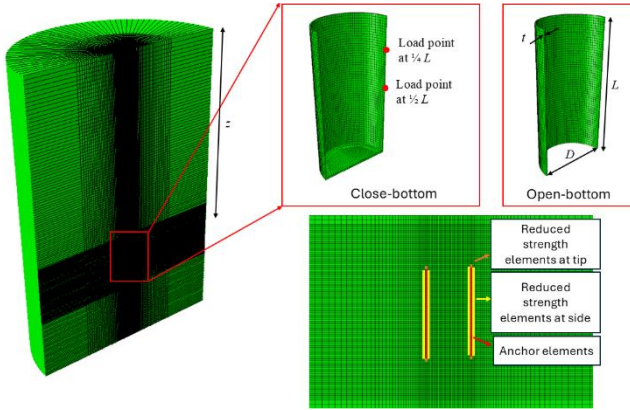 z
Load point
at ¼ L
Load point
at ½ L
Close-bottom
t
L
D
Open-bottom
Reduced
strength
elements at tip
Reduced
strength
elements at side
Anchor elements